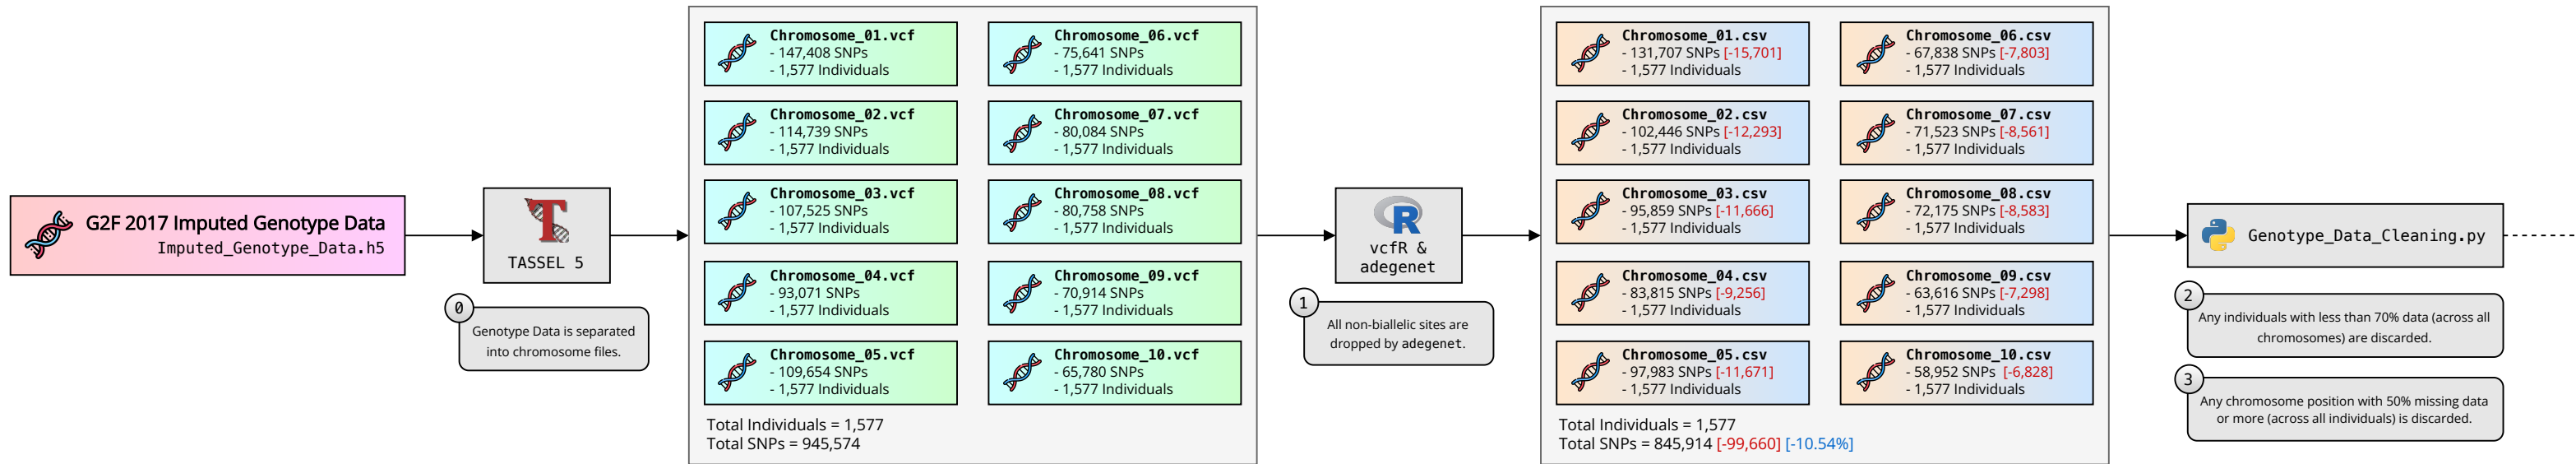 G2F 2017 Imputed Genotype Data
Imputed_Genotype_Data.h5
T
TASSEL 5
0
Genotype Data is separated
into chromosome files.
Chromosome_01.vcf
- 147,408 SNPs
- 1,577 Individuals
Chromosome_02.vcf
- 114,739 SNPs
- 1,577 Individuals
Chromosome_03.vcf
- 107,525 SNPs
- 1,577 Individuals
Chromosome_04.vcf
- 93,071 SNPs
- 1,577 Individuals
Chromosome_05.vcf
- 109,654 SNPs
- 1,577 Individuals
Chromosome_06.vcf
- 75,641 SNPs
- 1,577 Individuals
Chromosome_07.vcf
- 80,084 SNPs
- 1,577 Individuals
Chromosome_08.vcf
- 80,758 SNPs
- 1,577 Individuals
Chromosome_09.vcf
- 70,914 SNPs
- 1,577 Individuals
Chromosome_10.vcf
- 65,780 SNPs
- 1,577 Individuals
Total Individuals = 1,577
Total SNPs = 945,574
R
vcfR &
adegenet
1
All non-biallelic sites are
dropped by adegenet.
Chromosome_01.csv
- 131,707 SNPs [-15,701]
- 1,577 Individuals
Chromosome_02.csv
- 102,446 SNPs [-12,293]
- 1,577 Individuals
Chromosome_03.csv
- 95,859 SNPs [-11,666]
- 1,577 Individuals
Chromosome_04.csv
- 83,815 SNPs [-9,256]
- 1,577 Individuals
Chromosome_05.csv
- 97,983 SNPs [-11,671]
- 1,577 Individuals
Chromosome_06.csv
- 67,838 SNPs [-7,803]
- 1,577 Individuals
Chromosome_07.csv
- 71,523 SNPs [-8,561]
- 1,577 Individuals
Chromosome_08.csv
- 72,175 SNPs [-8,583]
- 1,577 Individuals
Chromosome_09.csv
- 63,616 SNPs [-7,298]
- 1,577 Individuals
Chromosome_10.csv
- 58,952 SNPs [-6,828]
- 1,577 Individuals
Total Individuals = 1,577
Total SNPs = 845,914 [-99,660] [-10.54%]
Genotype_Data_Cleaning.py
2
Any individuals with less than 70% data (across all
chromosomes) are discarded.
3
Any chromosome position with 50% missing data
or more (across all individuals) is discarded.